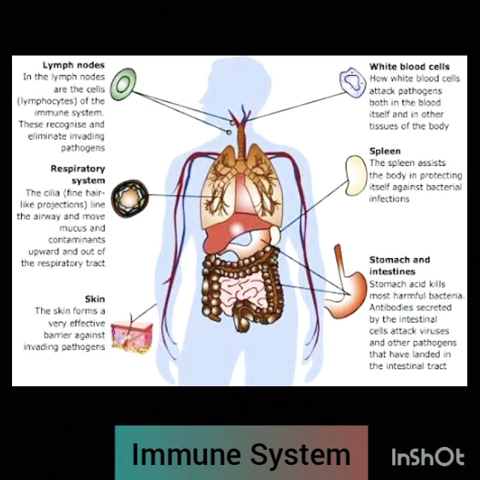 Lymph nodes
In the lymph nodes
are the cells
(lymphocytes) of the
immune system.
These recognise and
eliminate invading
pathogens
Respiratory
system
The cilia (fine hair-
like projections) line
the airway and move
mucus and
contaminants
upward and out of
the respiratory tract
Skin
The skin forms a
very effective
barrier against
invading pathogens
White blood cells
How white blood cells
attack pathogens
both in the blood
itself and in other
tissues of the body
Spleen
The spleen assists
the body in protecting
itself against bacterial
infections
Stomach and
intestines
Stomach acid kills
most harmful bacteria.
Antibodies secreted
by the intestinal
cells attack viruses
and other pathogens
that have landed in
the intestinal tract
Immune System
InShOt